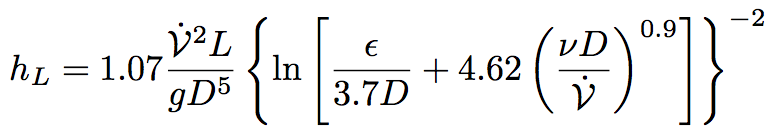 h_L = 1.07 \frac{\dot{\mathcal{V}}^2 L}{g D^5} \left\{ \ln \left[ \frac{\epsilon}{3.7D} + 4.62 \left( \frac{\nu D}{\dot{\mathcal{V}}} \right)^{0.9} \right] \right\}^{-2}